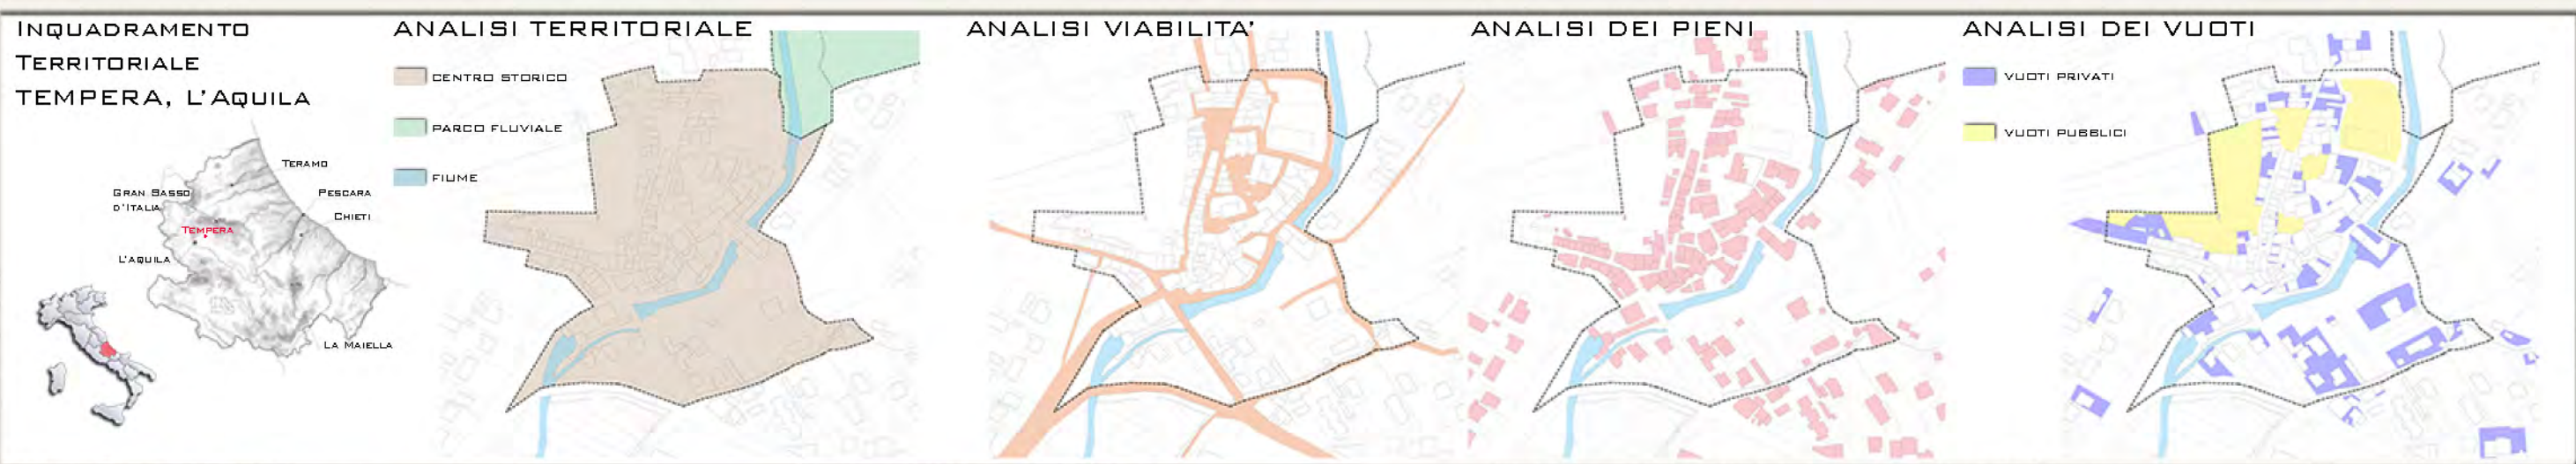 INQUADRAMENTO
TERRITORIALE
TEMPERA, L'AQUILA
TERAMO
GRAN SASSO
D'ITALIA
PESCARA
CHIETI
TEMPERA
L'AQUILA
LA MAIELLA
ANALISI TERRITORIALE
CENTRO STORICO
PARCO FLUVIALE
FIUME
ANALISI VIABILITA'
ANALISI DEI PIENI
ANALISI DEI VUOTI
VUOTI PRIVATI
VUOTI PUBBLICI